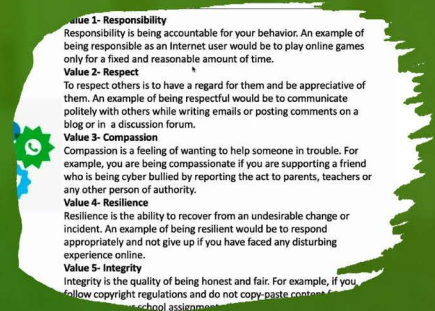 alue 1- Responsibility
Responsibility is being accountable for your behavior. An example of
being responsible as an Internet user would be to play online games
only for a fixed and reasonable amount of time.
Value 2- Respect
To respect others is to have a regard for them and be appreciative of
them. An example of being respectful would be to communicate
politely with others while writing emails or posting comments on a
blog or in a discussion forum.
Value 3- Compassion
Compassion is a feeling of wanting to help someone in trouble. For
example, you are being compassionate if you are supporting a friend
who is being cyber bullied by reporting the act to parents, teachers or
any other person of authority.
Value 4- Resilience
Resilience is the ability to recover from an undesirable change or
incident. An example of being resilient would be to respond
appropriately and not give up if you have faced any disturbing
experience online.
Value 5- Integrity
Integrity is the quality of being honest and fair. For example, if you
follow copyright regulations and do not copy-paste content
school